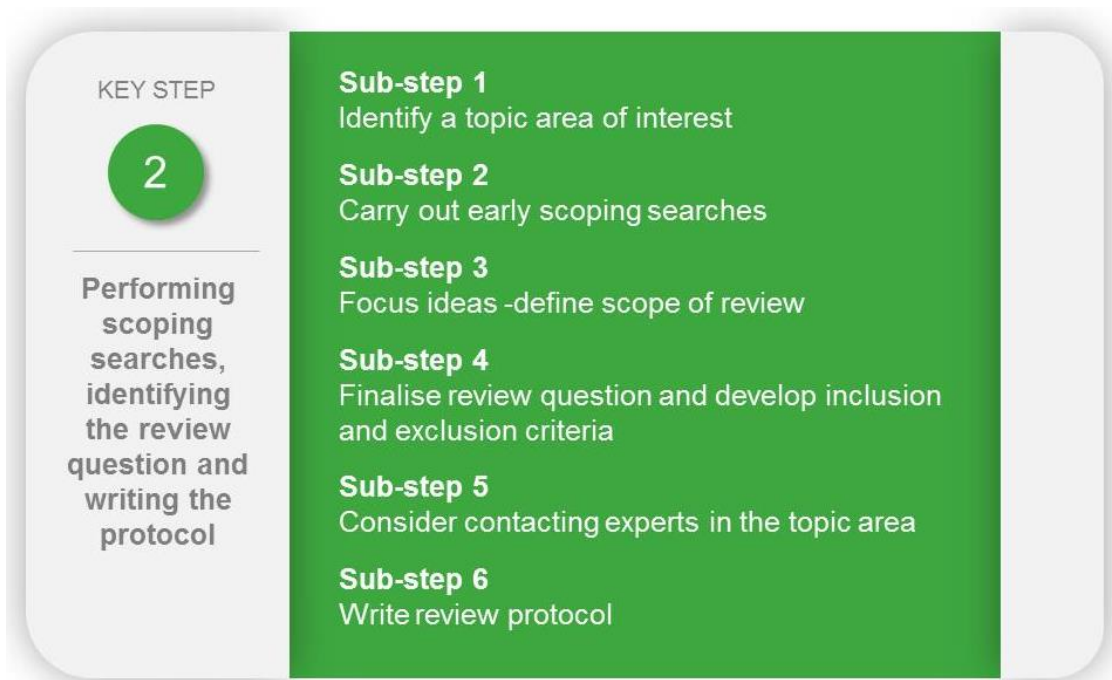 KEY STEP
2
Performing
scoping
searches,
identifying
the review
question and
writing the
protocol
Sub-step 1
Identify a topic area of interest
Sub-step 2
Carry out early scoping searches
Sub-step 3
Focus ideas -define scope of review
Sub-step 4
Finalise review question and develop inclusion
and exclusion criteria
Sub-step 5
Consider contacting experts in the topic area
Sub-step 6
Write review protocol